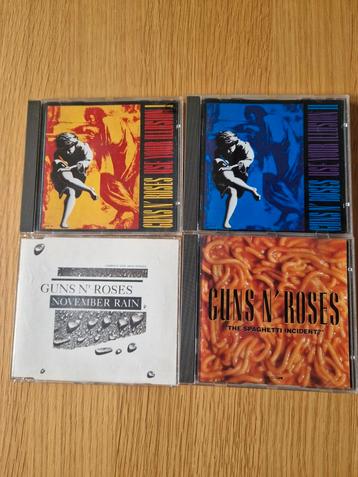 GUNS N' ROSES USE YOUR ILLUSION I
GUNS N' ROSES USE YOUR ILLUSION II
GUNS N' ROSES
NOVEMBER RAIN
GUNS N' ROSES
"THE SPAGHETTI INCIDENT?"